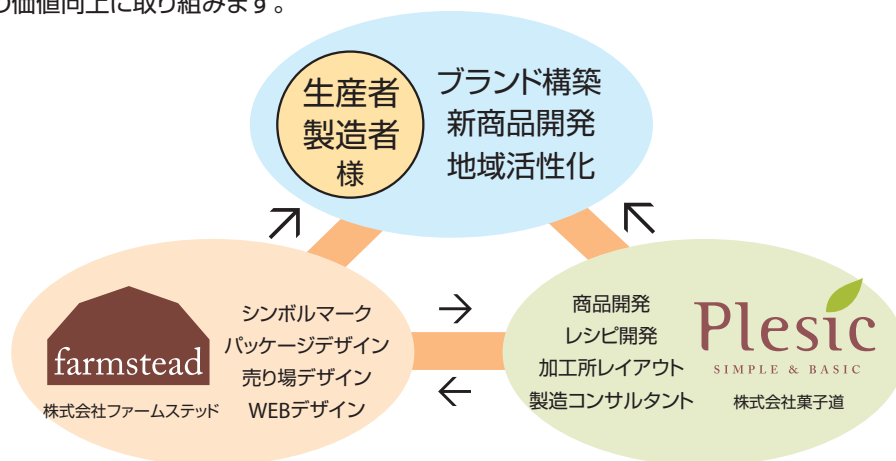 の価値向上に取り組みます。
生産者
製造者
様
ブランド構築
新商品開発
地域活性化
farmstead
株式会社ファームステッド
シンボルマーク
パッケージデザイン
売り場デザイン
WEBデザイン
商品開発
レシピ開発
加工所レイアウト
製造コンサルタント
Plesic
SIMPLE & BASIC
株式会社菓子道